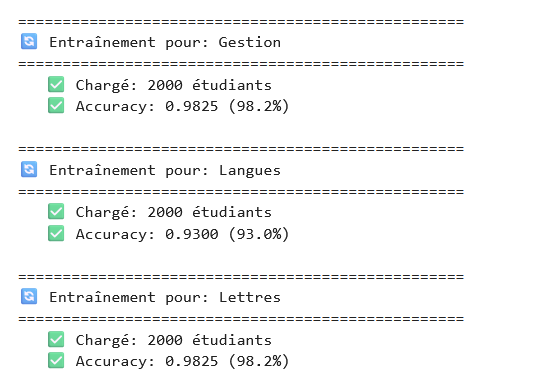 ==================================================
🔄 Entraînement pour: Gestion
==================================================
✅ Chargé: 2000 étudiants
✅ Accuracy: 0.9825 (98.2%)
==================================================
🔄 Entraînement pour: Langues
==================================================
✅ Chargé: 2000 étudiants
✅ Accuracy: 0.9300 (93.0%)
==================================================
🔄 Entraînement pour: Lettres
==================================================
✅ Chargé: 2000 étudiants
✅ Accuracy: 0.9825 (98.2%)